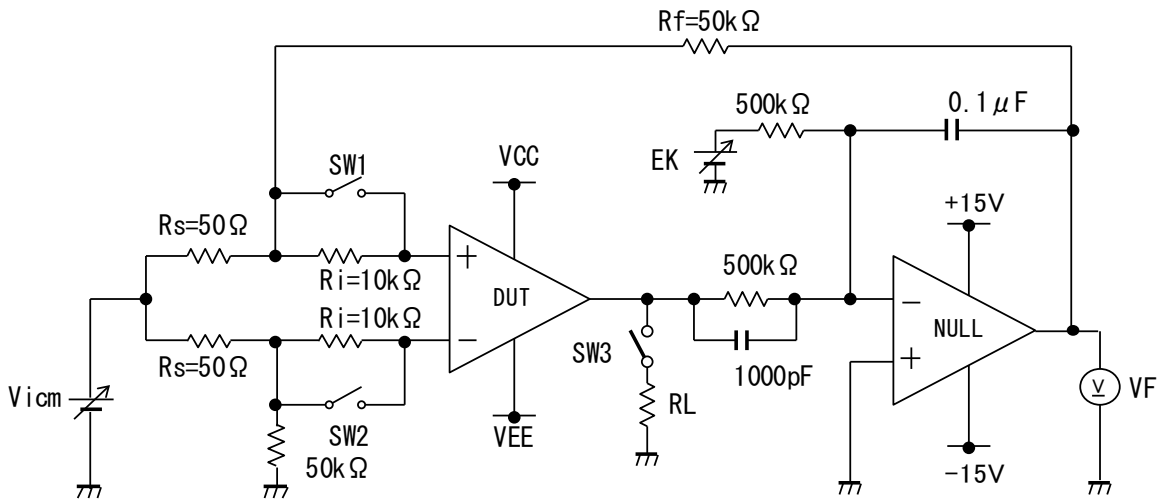 Rf=50kΩ
500kΩ
0.1μF
EK
VCC
SW1
+15V
Rs=50Ω
Ri=10kΩ
500kΩ
DUT
Ri=10kΩ
NULL
Rs=50Ω
SW3
1000pF
Vicm
V
VF
RL
SW2
VEE
50kΩ
-15V